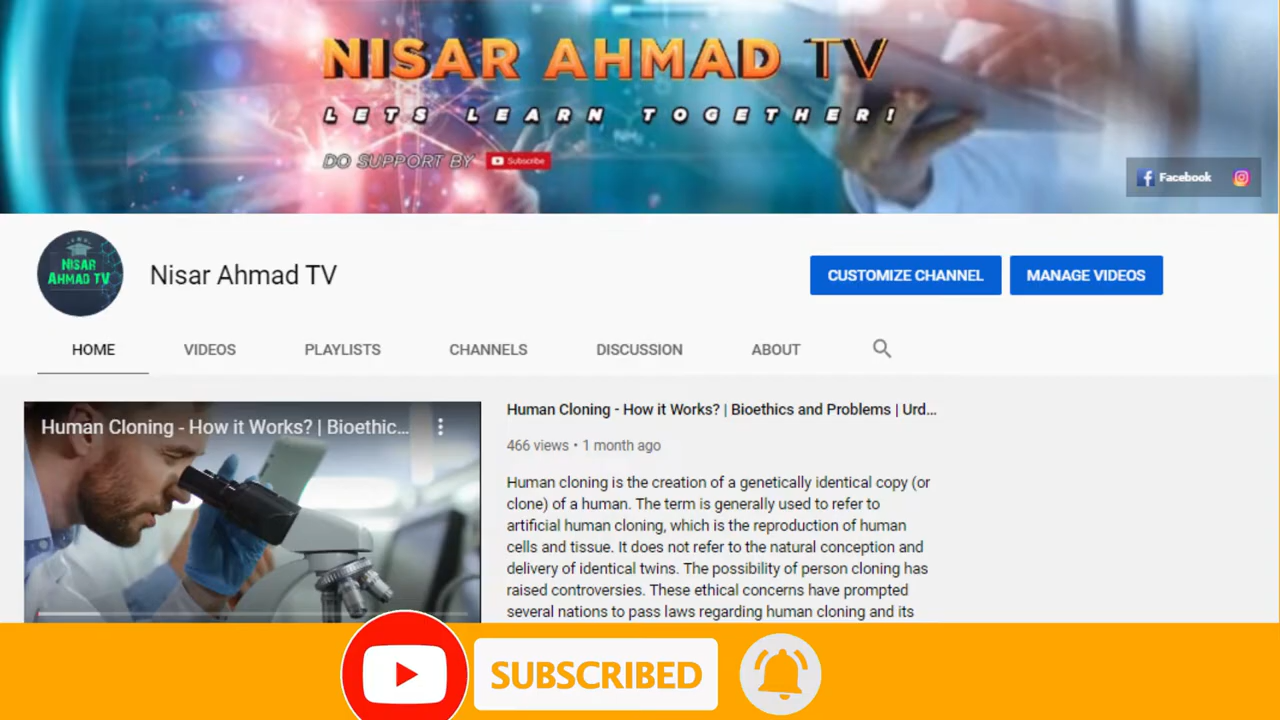 NISAR AHMAD TV
LETS LEARN TOGETHER!
DO SUPPORT BY Subscribe
Facebook
NISAR
AHMAD TV
Nisar Ahmad TV
CUSTOMIZE CHANNEL
MANAGE VIDEOS
HOME VIDEOS PLAYLISTS CHANNELS DISCUSSION ABOUT
Human Cloning - How it Works? | Bioethic...
Human Cloning - How it Works? | Bioethics and Problems | Urd...
466 views • 1 month ago
Human cloning is the creation of a genetically identical copy (or
clone) of a human. The term is generally used to refer to
artificial human cloning, which is the reproduction of human
cells and tissue. It does not refer to the natural conception and
delivery of identical twins. The possibility of person cloning has
raised controversies. These ethical concerns have prompted
several nations to pass laws regarding human cloning and its
SUBSCRIBED